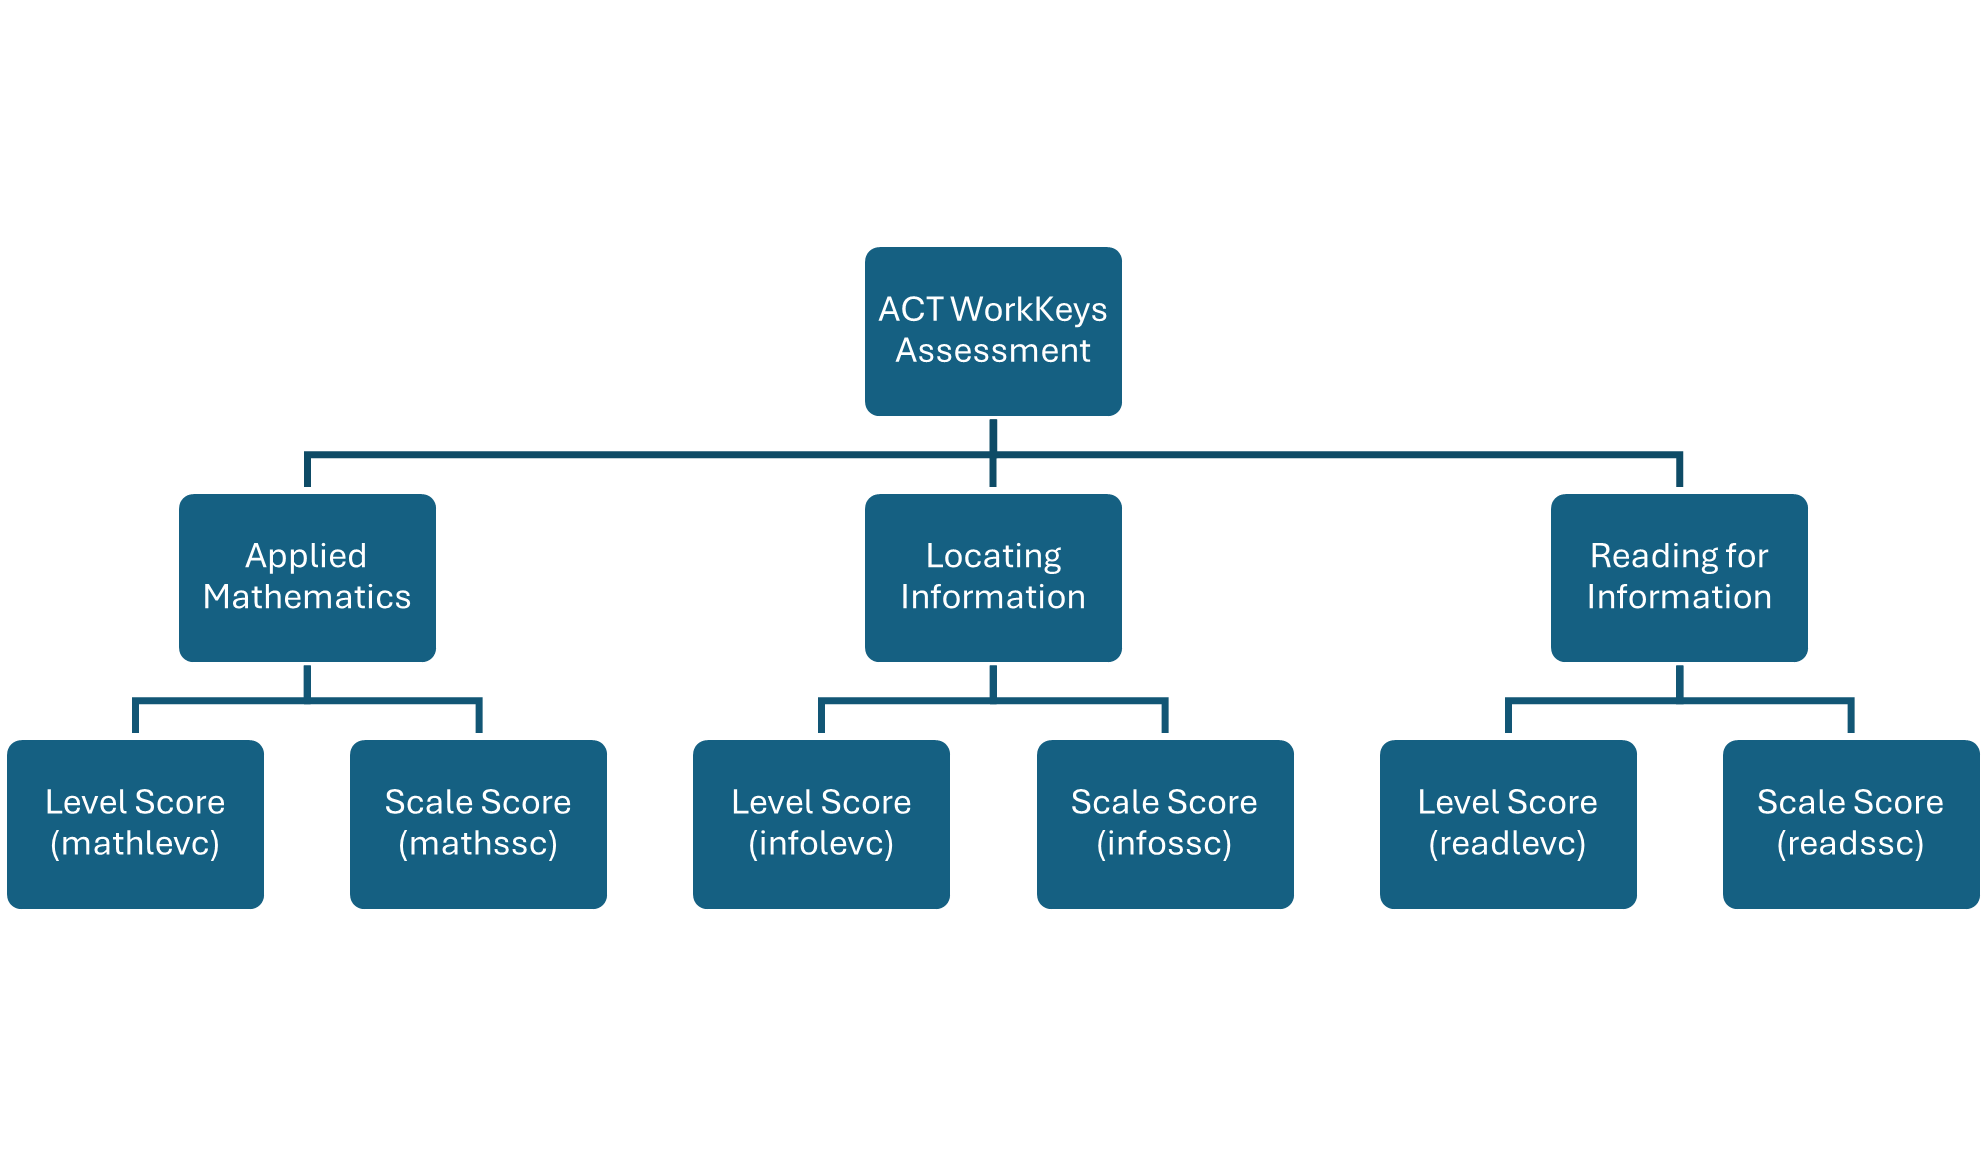 ACT WorkKeys
Assessment
Applied
Mathematics
Locating
Information
Reading for
Information
Level Score
(mathlevc)
Scale Score
(mathssc)
Level Score
(infolevc)
Scale Score
(infossc)
Level Score
(readlevc)
Scale Score
(readssc)